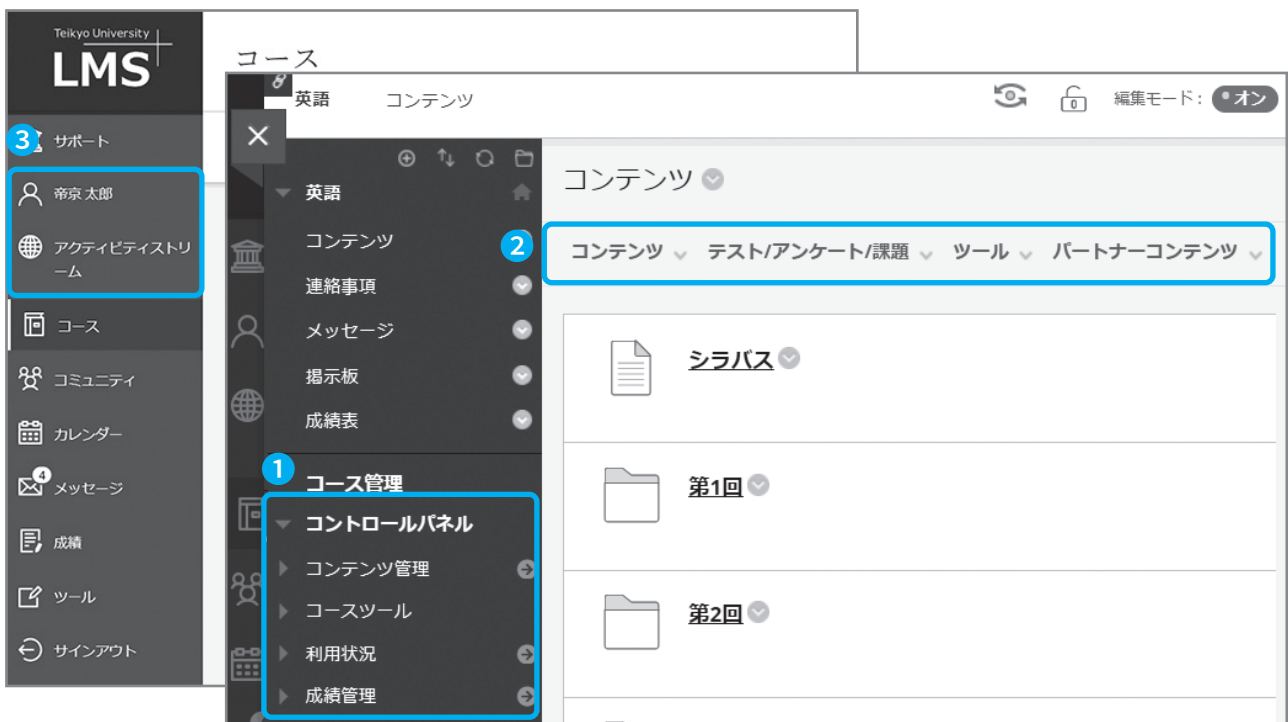 Teikyo University
LMS
コース
3
サポート
帝京 太郎
アクティビティストリ
ーム
コース
コミュニティ
カレンダー
4
メッセージ
成績
ツール
サインアウト
英語
コンテンツ
0
編集モード：
オン
英語
コンテンツ
連絡事項
メッセージ
掲示板
成績表
1
コース管理
コントロールパネル
コンテンツ管理
コースツール
利用状況
成績管理
コンテンツ
2
コンテンツ テスト/アンケート/課題 ツール パートナーコンテンツ
シラバス
第1回
第2回